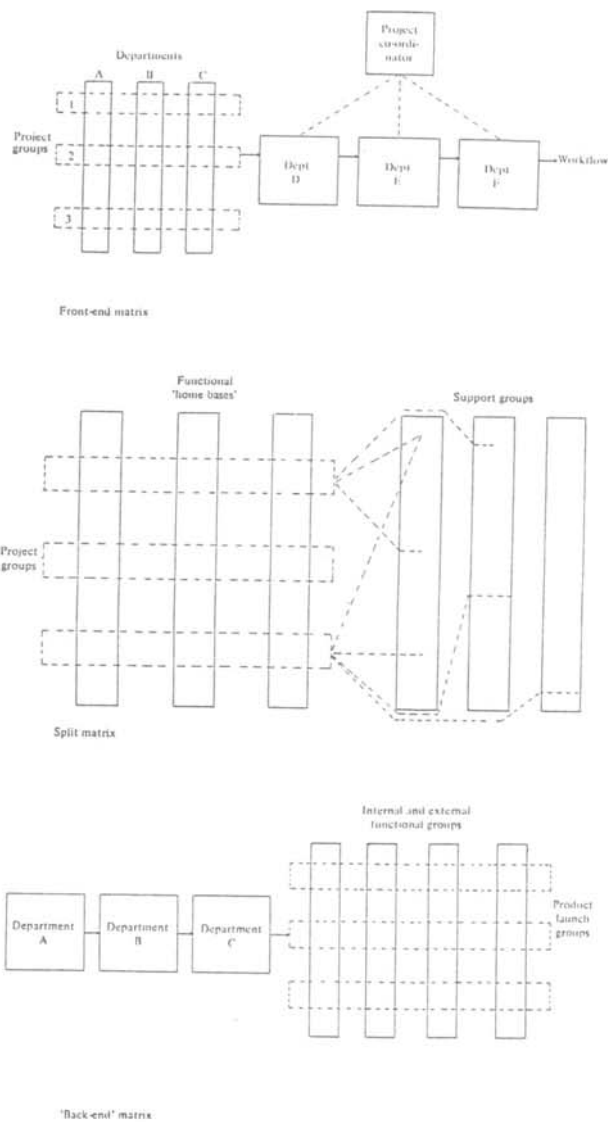 Departments
A B C
Project
co-ordi-
nator
1
Project
groups
2
3
Dept
D
Dept
E
Dept
F
Workflow
Front-end matrix
Functional
'home bases'
Support groups
Project
groups
Split matrix
Internal and external
functional groups
Department
A
Department
B
Department
C
Product
launch
groups
'Back-end' matrix